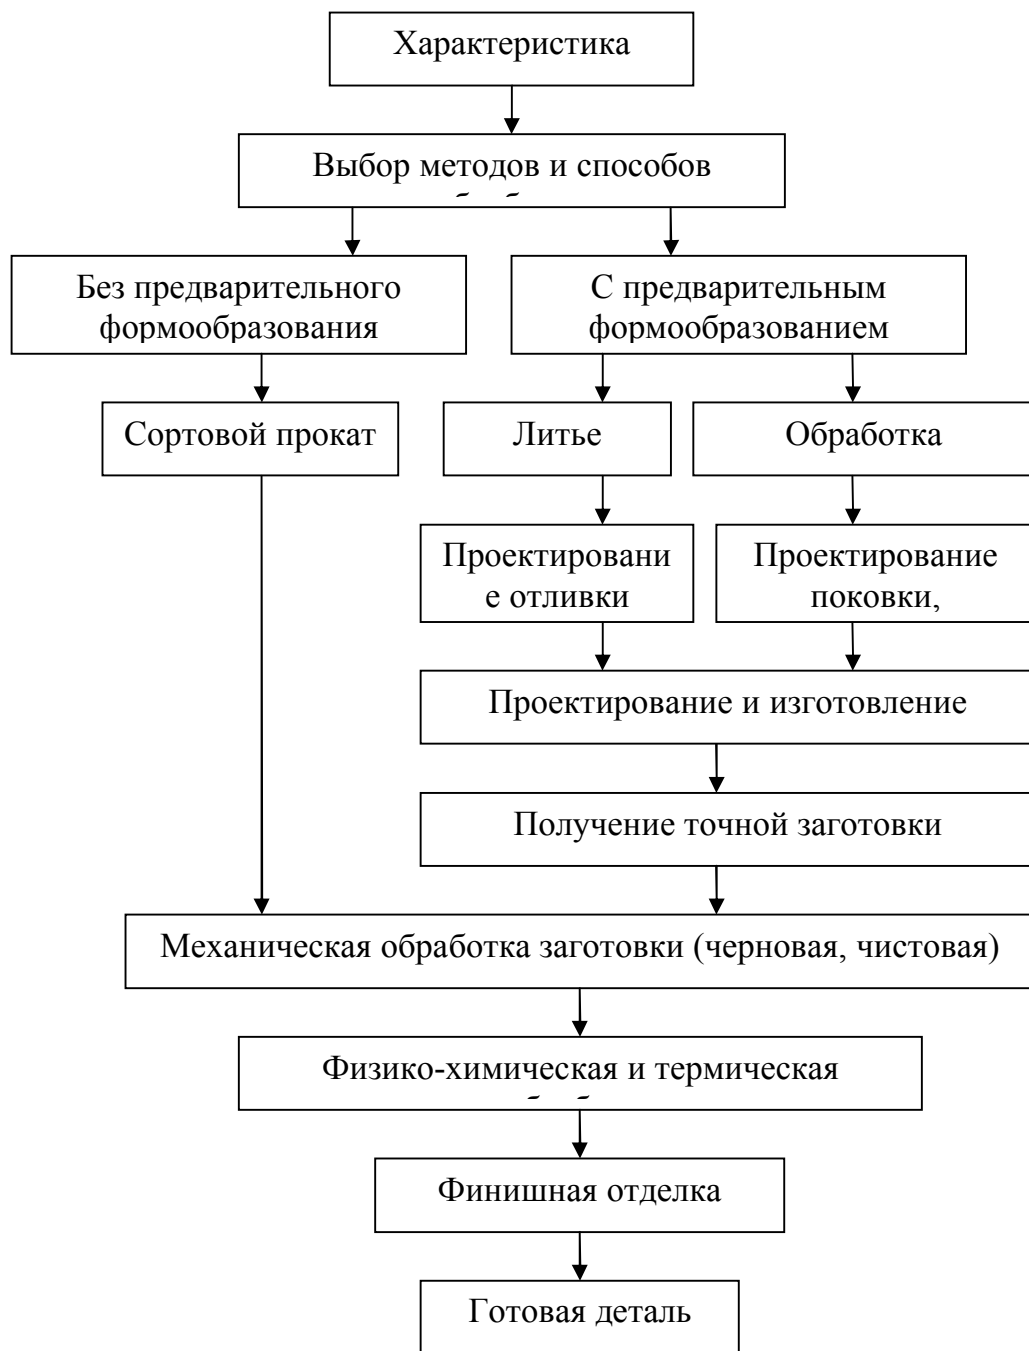 Характеристика
Выбор методов и способов
Без предварительного
формообразования
С предварительным
формообразованием
Сортовой прокат
Литье
Обработка
Проектировани
е отливки
Проектирование
поковки,
Проектирование и изготовление
Получение точной заготовки
Механическая обработка заготовки (черновая, чистовая)
Физико-химическая и термическая
Финишная отделка
Готовая деталь